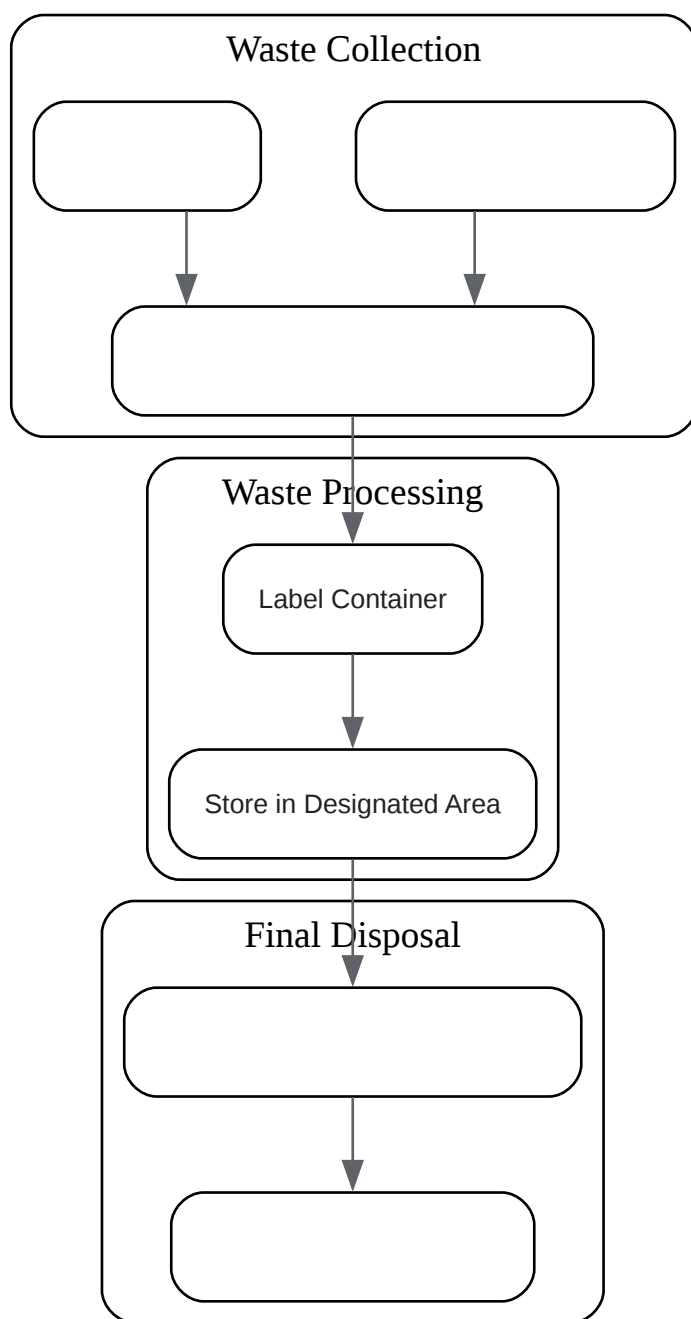 Waste Collection
Waste Processing
Label Container
Store in Designated Area
Final Disposal